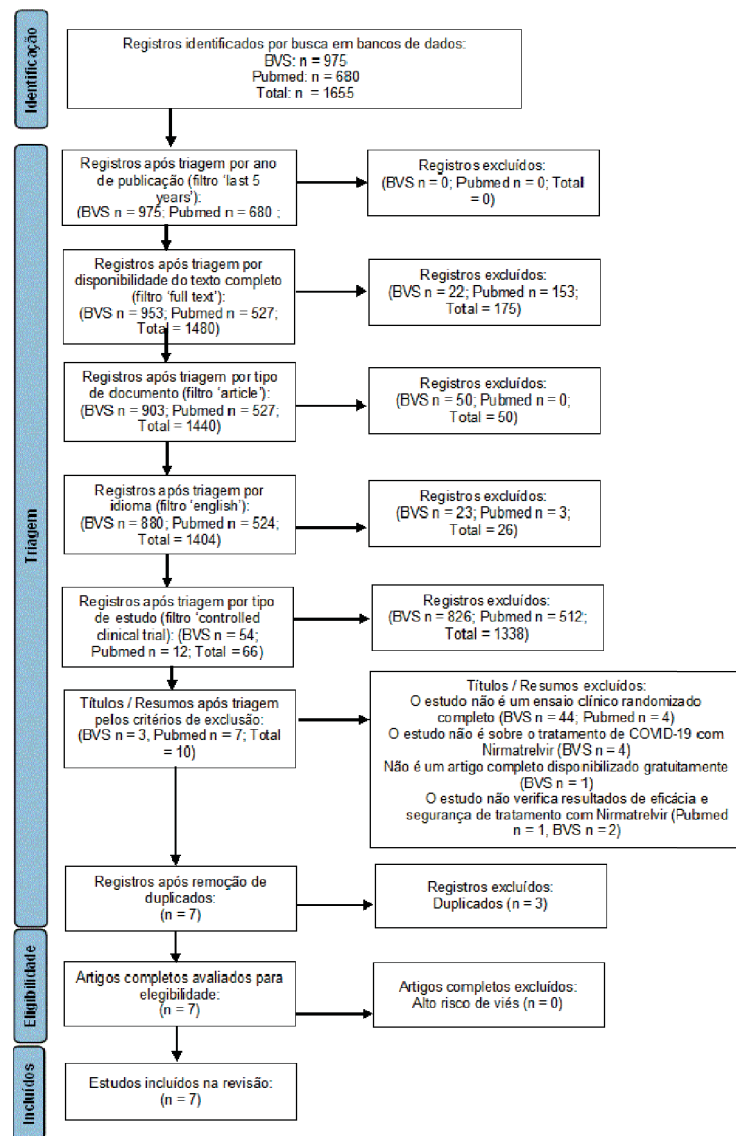 Identificação
Registros identificados por busca em bancos de dados:
BVS: n = 975
Pubmed: n = 680
Total: n = 1655
Triagem
Registros após triagem por ano
de publicação (filtro 'last 5
years'):
(BVS n = 975; Pubmed n = 680 ;
Registros excluídos:
(BVS n = 0; Pubmed n = 0; Total
= 0)
Registros após triagem por
disponibilidade do texto completo
(filtro 'full text'):
(BVS n = 953; Pubmed n = 527;
Total = 1480)
Registros excluídos:
(BVS n = 22; Pubmed n = 153;
Total = 175)
Registros após triagem por tipo
de documento (filtro 'article'):
(BVS n = 903; Pubmed n = 527;
Total = 1440)
Registros excluídos:
(BVS n = 50; Pubmed n = 0;
Total = 50)
Registros após triagem por
idioma (filtro 'english'):
(BVS n = 880; Pubmed n = 524;
Total = 1404)
Registros excluídos:
(BVS n = 23; Pubmed n = 3;
Total = 26)
Registros após triagem por tipo
de estudo (filtro 'controlled
clinical trial): (BVS n = 54;
Pubmed n = 12; Total = 66)
Registros excluídos:
(BVS n = 826; Pubmed n = 512;
Total = 1338)
Títulos / Resumos após triagem
pelos critérios de exclusão:
(BVS n = 3, Pubmed n = 7; Total
= 10)
Títulos / Resumos excluídos:
O estudo não é um ensaio clínico randomizado
completo (BVS n = 44; Pubmed n = 4)
O estudo não é sobre o tratamento de COVID-19 com
Nirmatrelvir (BVS n = 4)
Não é um artigo completo disponibilizado gratuitamente
(BVS n = 1)
O estudo não verifica resultados de eficácia e
segurança de tratamento com Nirmatrelvir (Pubmed
n = 1, BVS n = 2)
Registros após remoção de
duplicados:
(n = 7)
Registros excluídos:
Duplicados (n = 3)
Eligibilidade
Artigos completos avaliados para
elegibilidade:
(n = 7)
Artigos completos excluídos:
Alto risco de viés (n = 0)
Incluídos
Estudos incluídos na revisão:
(n = 7)